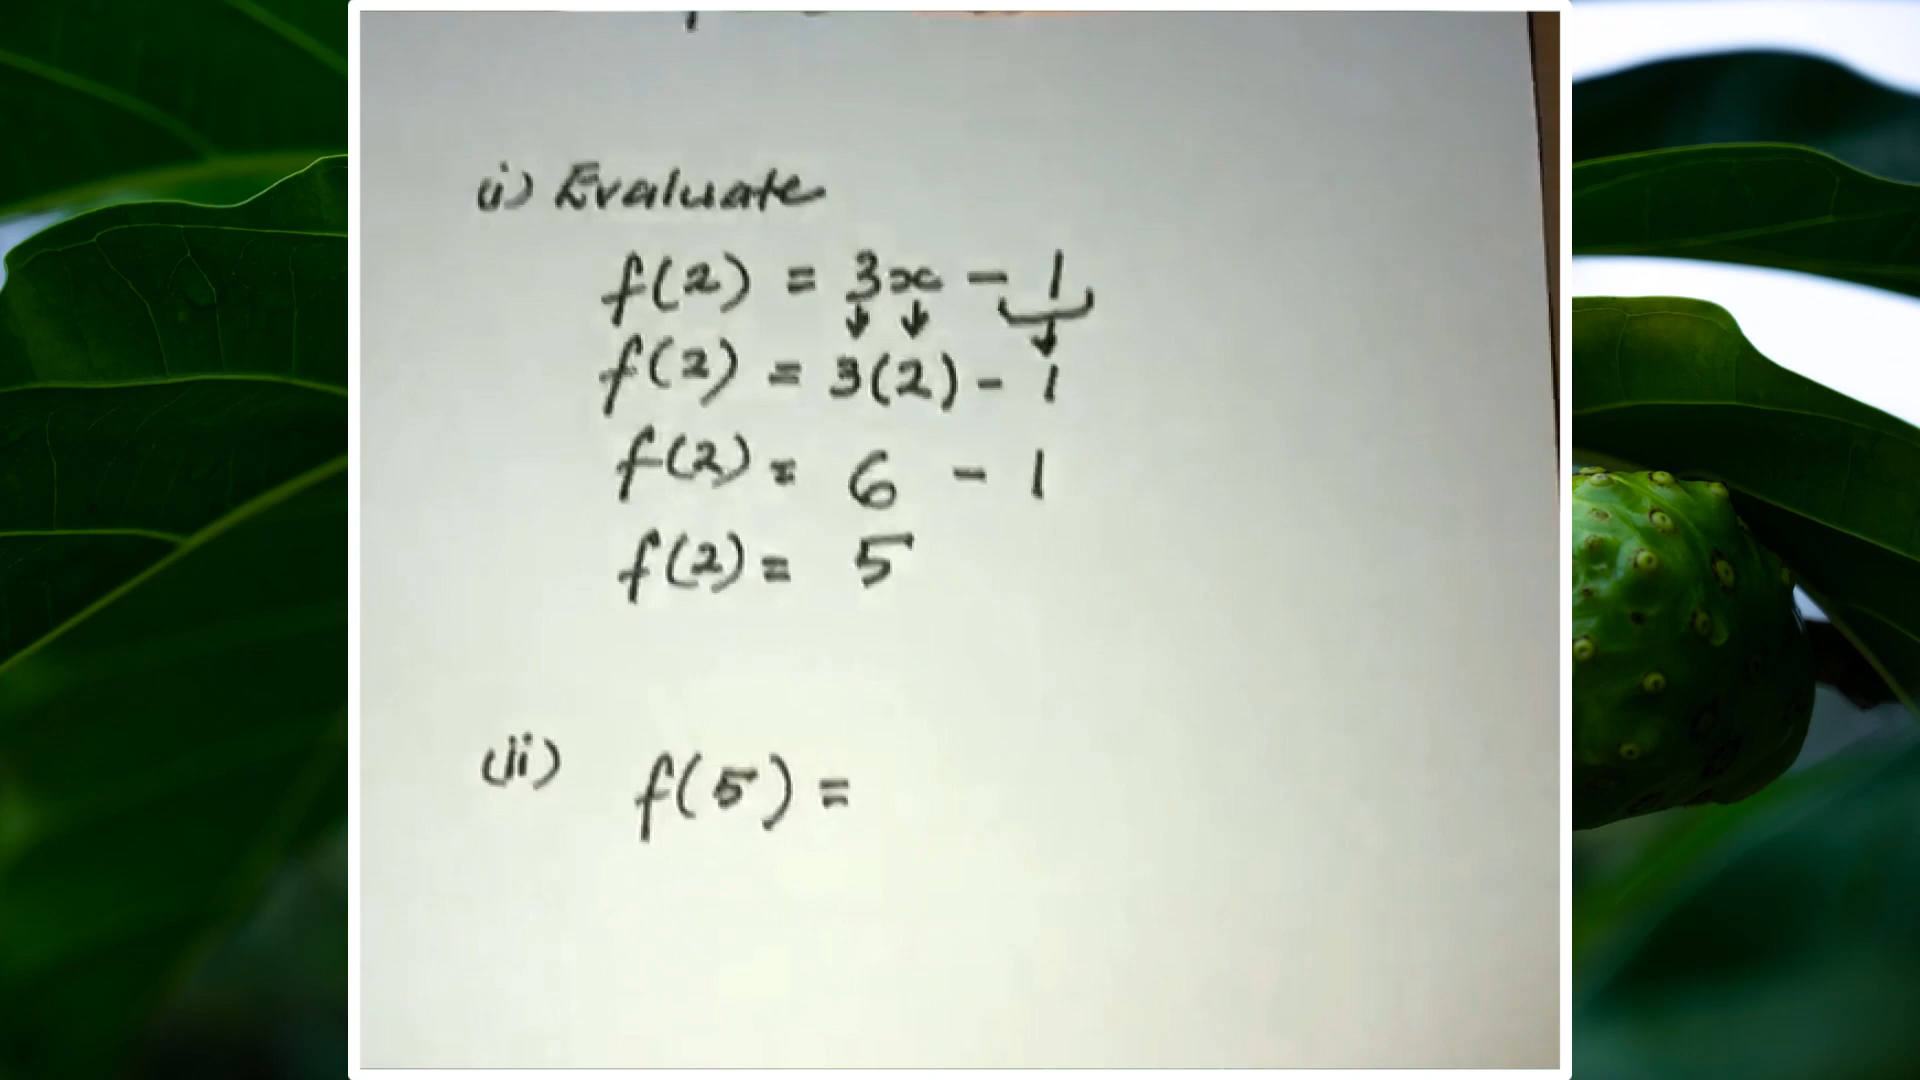 (i) Evaluate
f(2) = 3x - 1
f(2) = 3(2) - 1
f(2) = 6 - 1
f(2) = 5
(ii) f(5) =